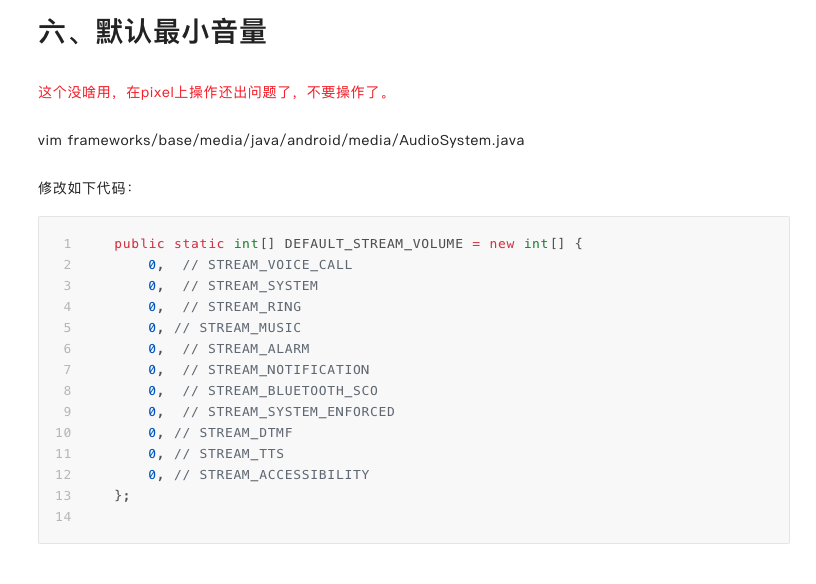 六、默认最小音量
这个没啥用，在pixel上操作还出问题了，不要操作了。
vim frameworks/base/media/java/android/media/AudioSystem.java
修改如下代码：
1     public static int[] DEFAULT_STREAM_VOLUME = new int[] {
2         0,  // STREAM_VOICE_CALL
3         0,  // STREAM_SYSTEM
4         0,  // STREAM_RING
5         0, // STREAM_MUSIC
6         0,  // STREAM_ALARM
7         0,  // STREAM_NOTIFICATION
8         0,  // STREAM_BLUETOOTH_SCO
9         0,  // STREAM_SYSTEM_ENFORCED
10         0, // STREAM_DTMF
11         0, // STREAM_TTS
12         0, // STREAM_ACCESSIBILITY
13     };
14